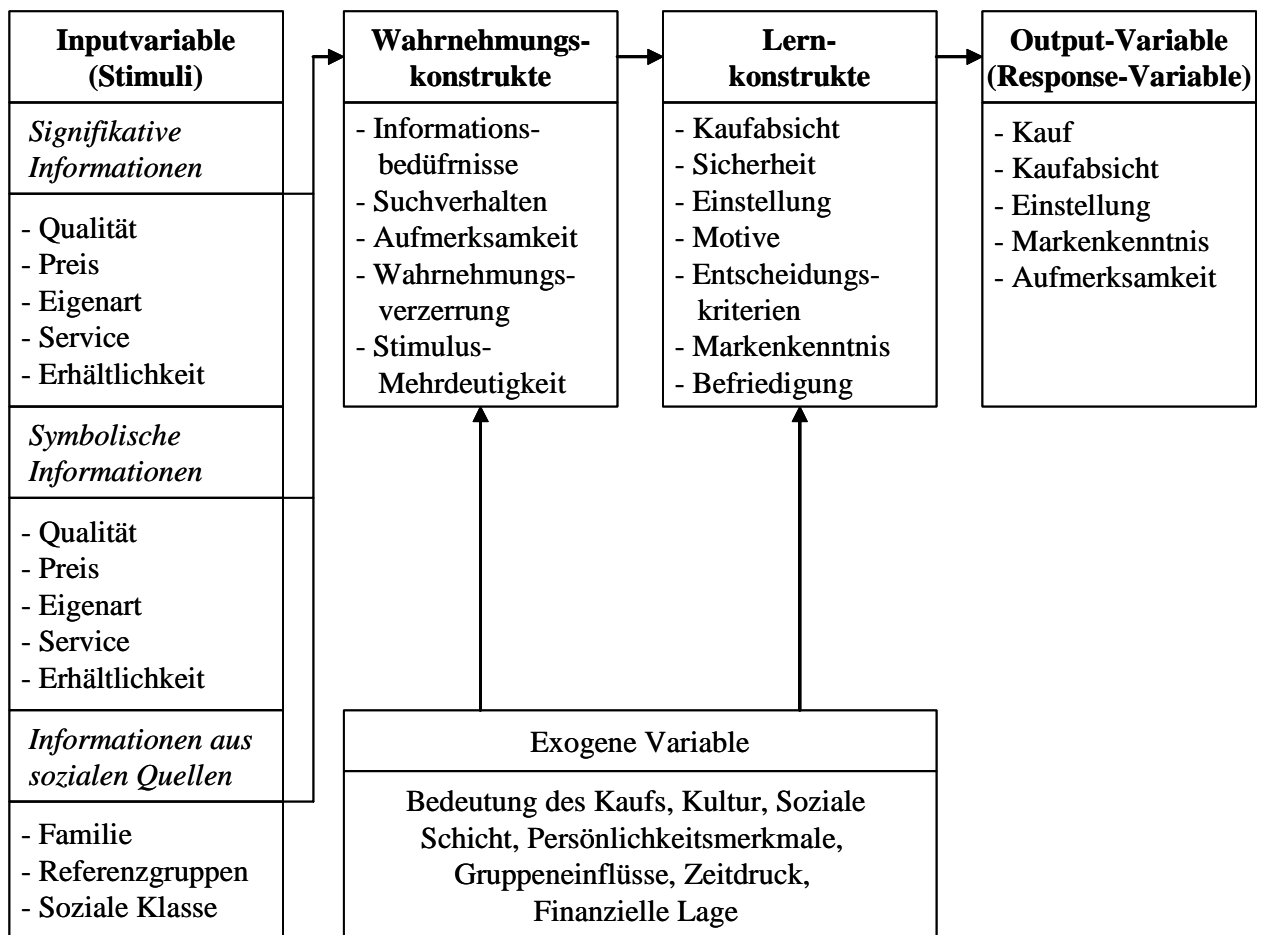 Inputvariable
(Stimuli)
Signifikative
Informationen
- Qualität
- Preis
- Eigenart
- Service
- Erhältlichkeit
Symbolische
Informationen
- Qualität
- Preis
- Eigenart
- Service
- Erhältlichkeit
Informationen aus
sozialen Quellen
- Familie
- Referenzgruppen
- Soziale Klasse
Wahrnehmungs-
konstrukte
- Informations-
bedüfrnisse
- Suchverhalten
- Aufmerksamkeit
- Wahrnehmungs-
verzerrung
- Stimulus-
Mehrdeutigkeit
Lern-
konstrukte
- Kaufabsicht
- Sicherheit
- Einstellung
- Motive
- Entscheidungs-
kriterien
- Markenkenntnis
- Befriedigung
Output-Variable
(Response-Variable)
- Kauf
- Kaufabsicht
- Einstellung
- Markenkenntnis
- Aufmerksamkeit
Exogene Variable
Bedeutung des Kaufs, Kultur, Soziale
Schicht, Persönlichkeitsmerkmale,
Gruppeneinflüsse, Zeitdruck,
Finanzielle Lage